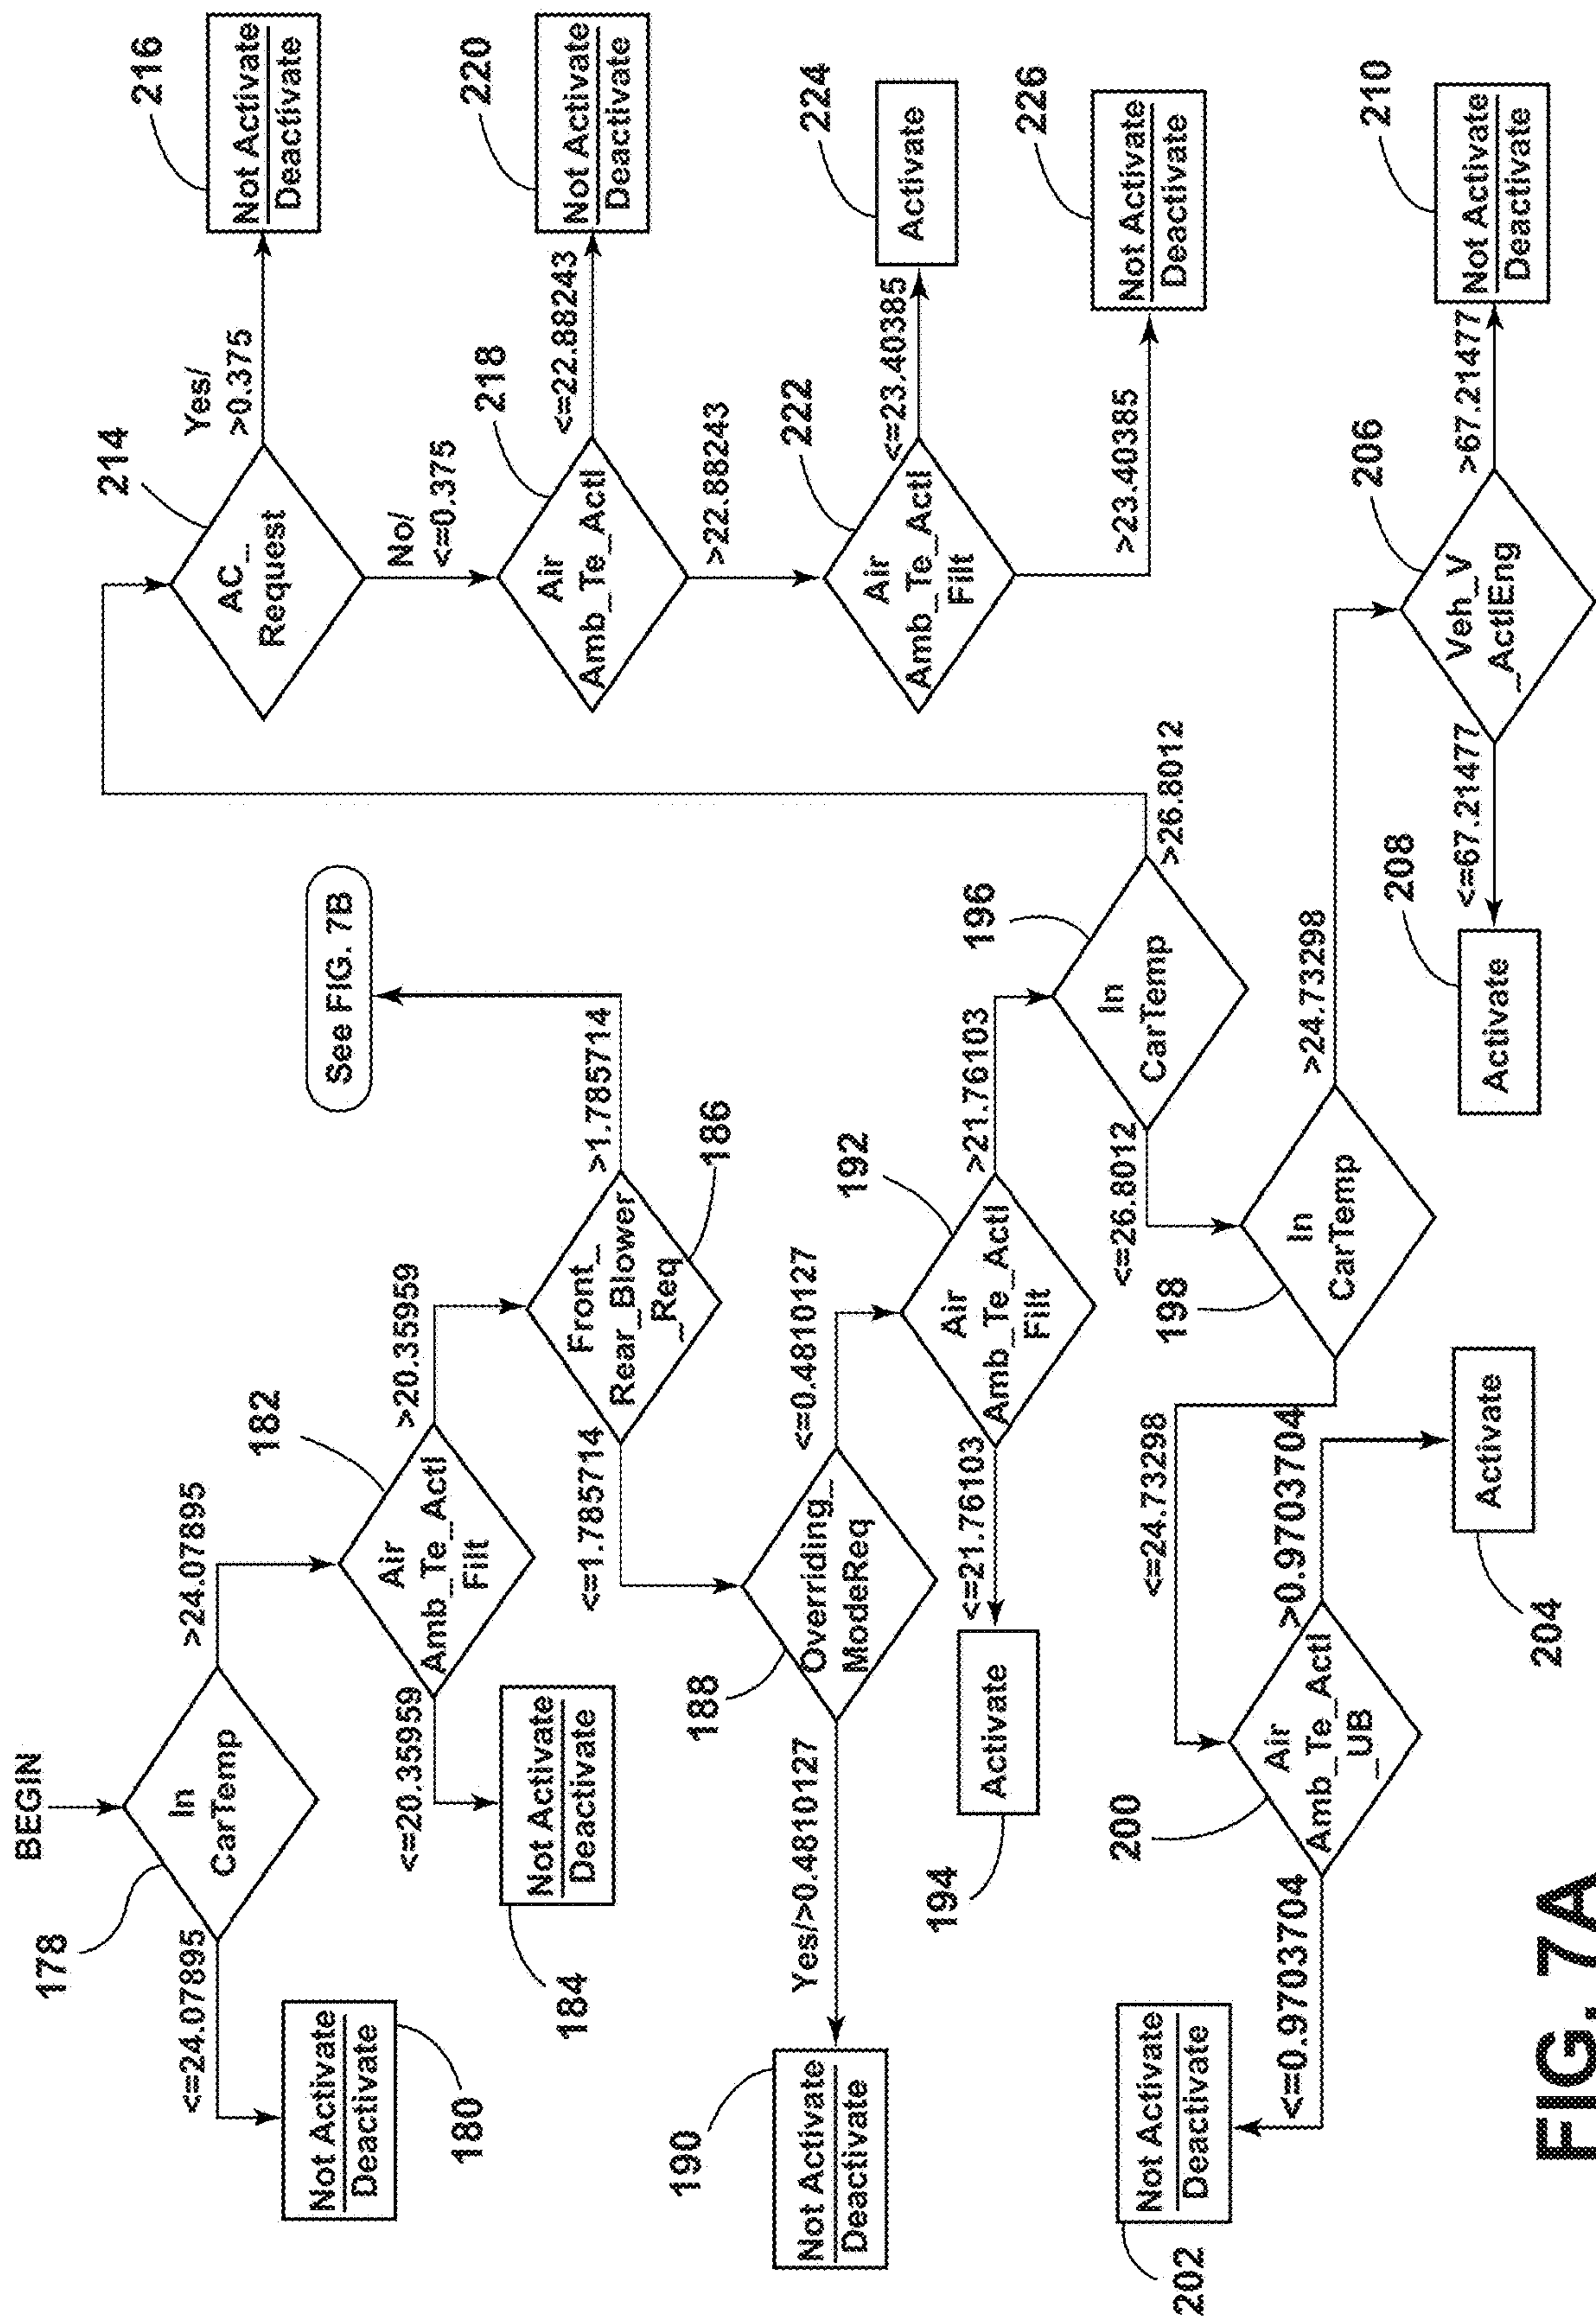 BEGIN
178
In
CarTemp
<=24.07895
>24.07895
180
Not Activate
Deactivate
182
Air
Amb_Te_Actl
Filt
<=20.35959
>20.35959
184
Not Activate
Deactivate
186
Front_
Rear_Blower
_Req
<=1.785714
>1.785714
See FIG. 7B
188
Overriding_
ModeReq
Yes/>0.4810127
<=0.4810127
190
Not Activate
Deactivate
192
Air
Amb_Te_Actl
Filt
<=21.76103
>21.76103
194
Activate
196
In
CarTemp
<=26.8012
>26.8012
198
In
CarTemp
<=24.73298
>24.73298
200
Air
Amb_Te_Actl
_UB
<=0.9703704
>0.9703704
202
Not Activate
Deactivate
204
Activate
206
Veh_V
_ActlEng
<=67.21477
>67.21477
208
Activate
210
Not Activate
Deactivate
214
AC_
Request
Yes/
>0.375
No/
<=0.375
216
Not Activate
Deactivate
218
Air
Amb_Te_Actl
<=22.88243
>22.88243
220
Not Activate
Deactivate
222
Air
Amb_Te_Actl
Filt
<=23.40385
>23.40385
224
Activate
226
Not Activate
Deactivate
FIG. 7A